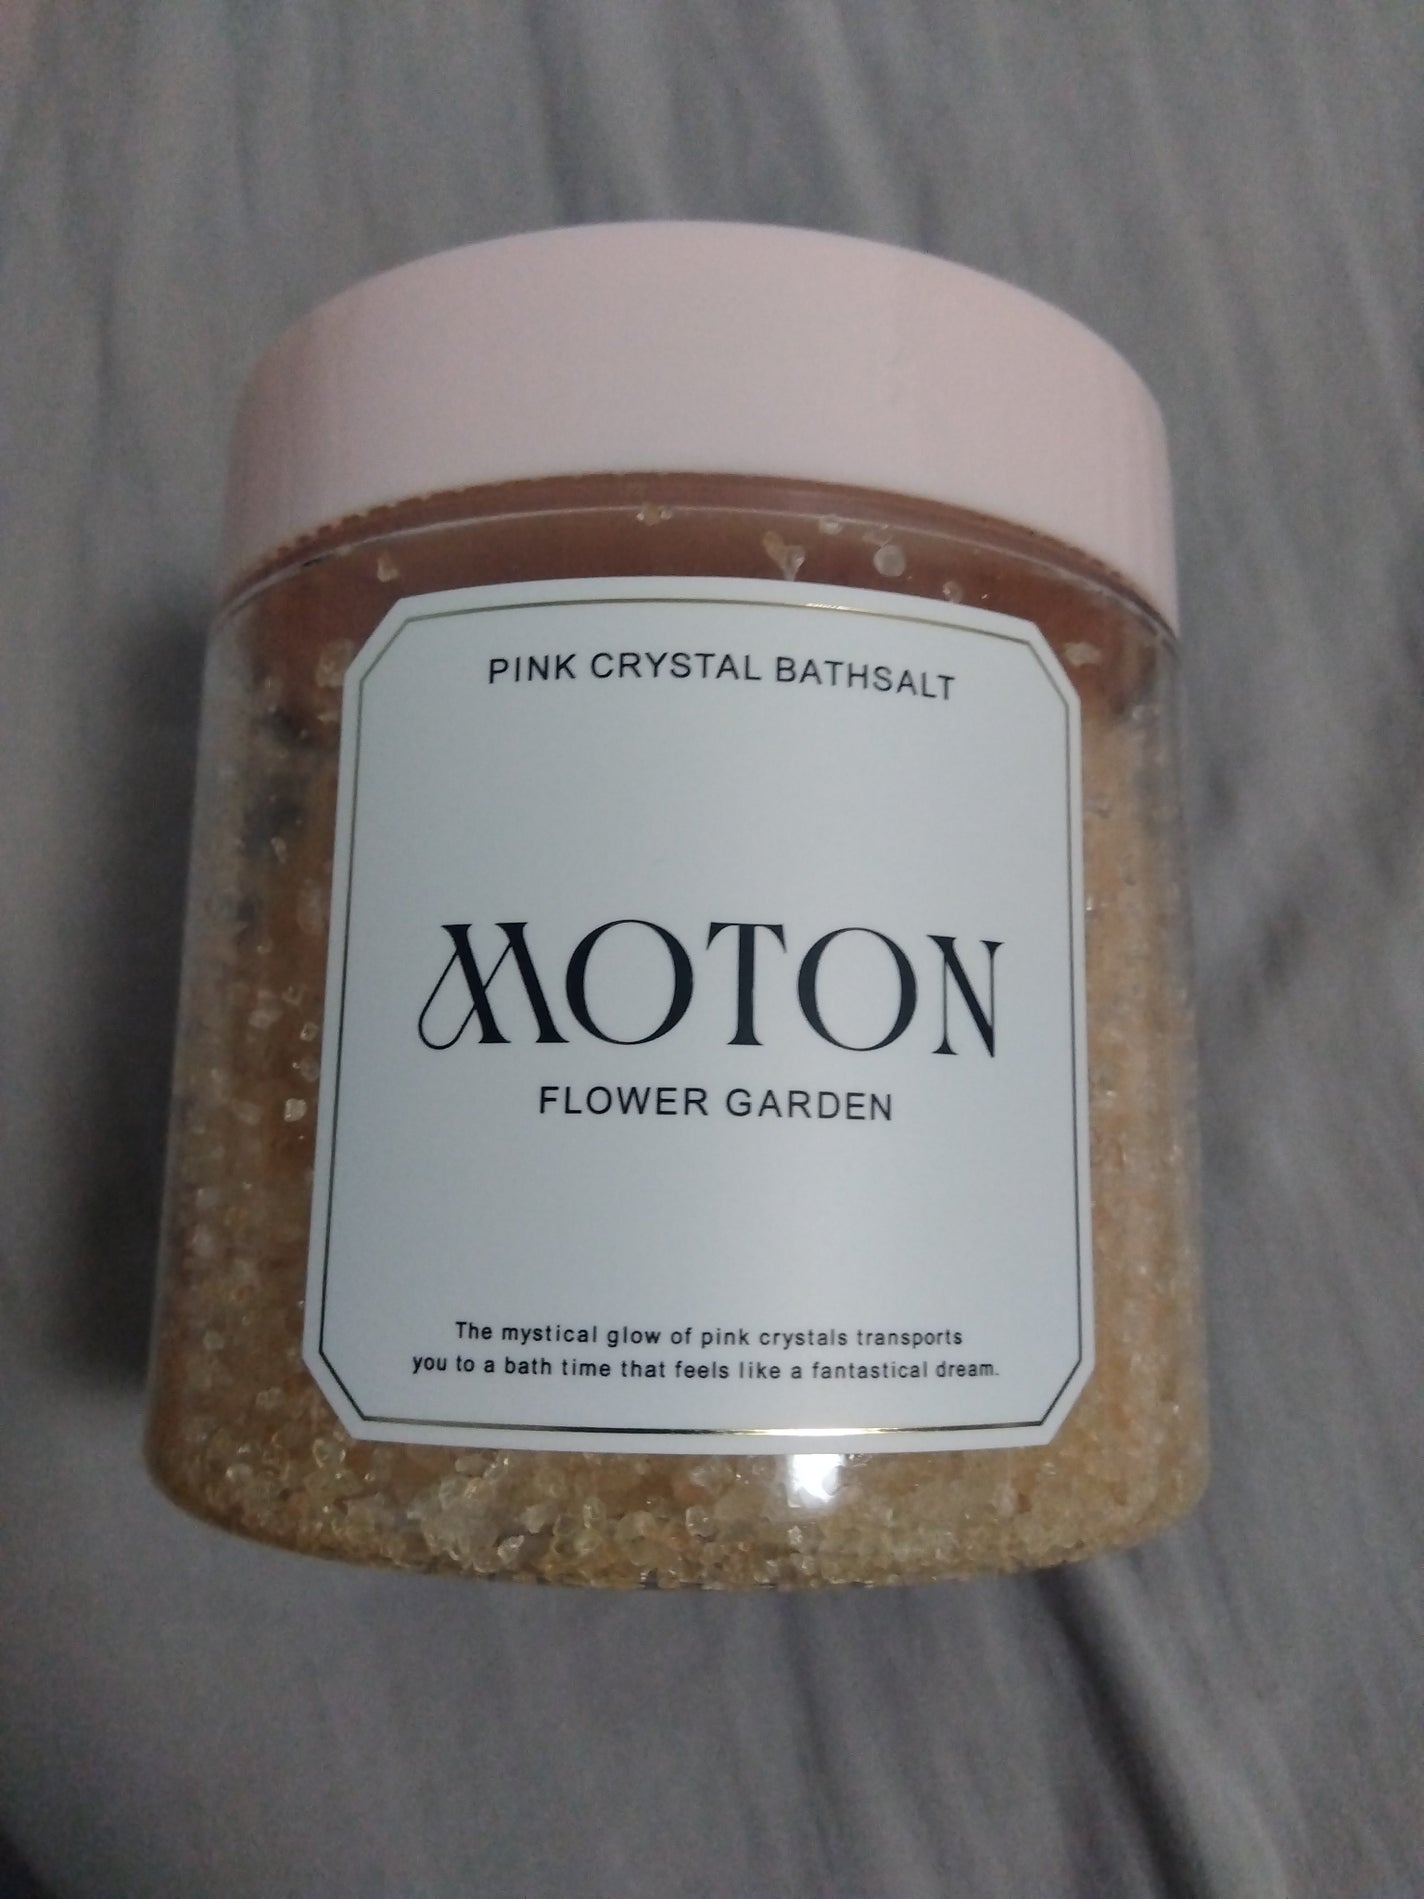 PINK CRYSTAL BATHSALT
MOTON
FLOWER GARDEN
The mystical glow of pink crystals transports
you to a bath time that feels like a fantastical dream.